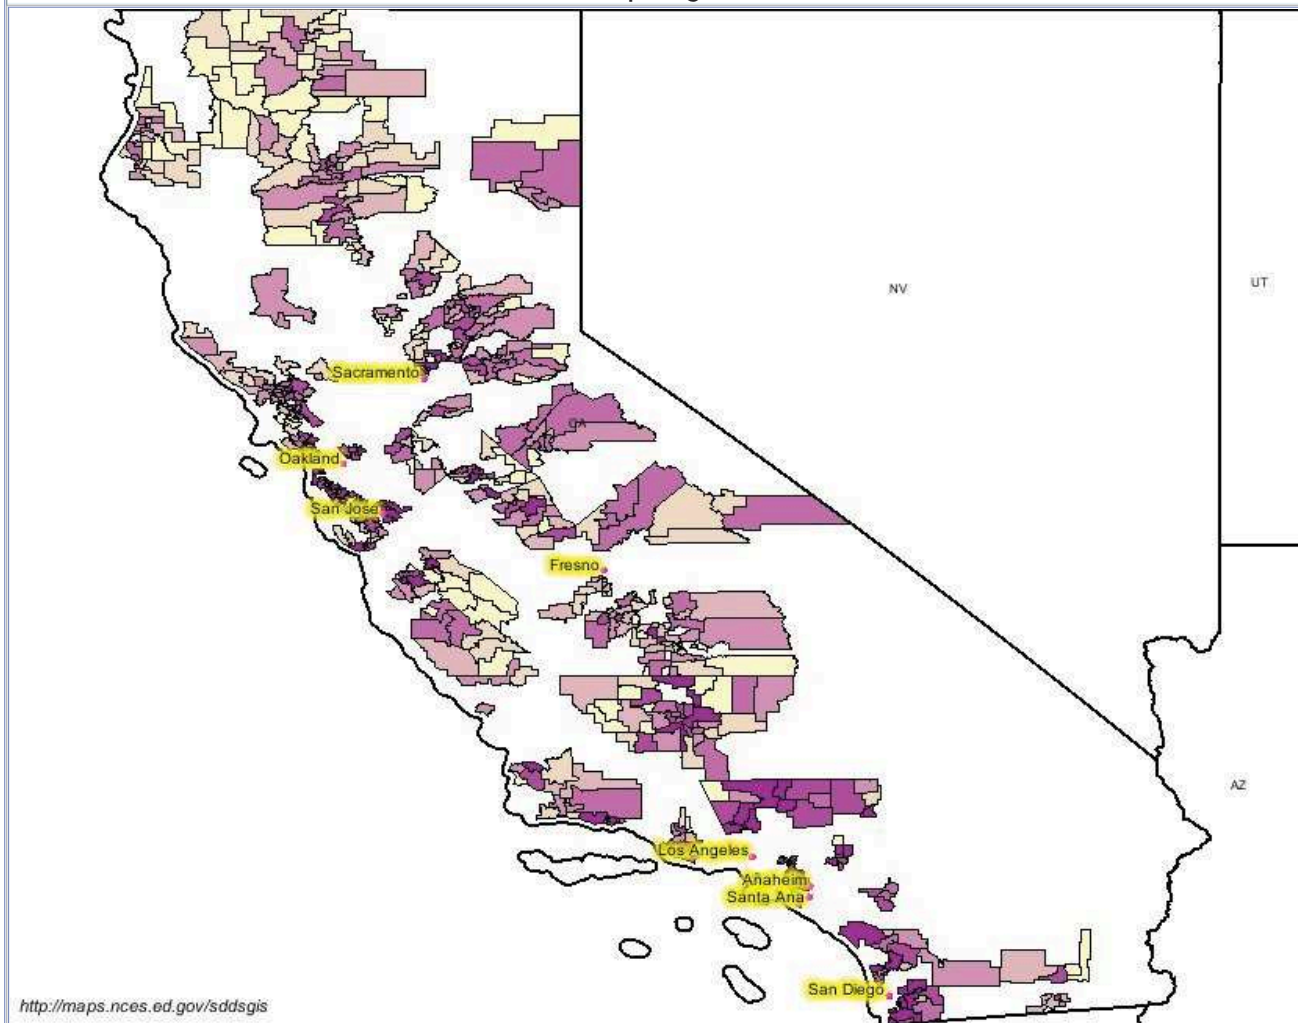 NV
UT
Sacramento
CA
Oakland
San Jose
Fresno
AZ
Los Angeles
Anaheim
Santa Ana
San Diego
http://maps.nces.ed.gov/sddsgis